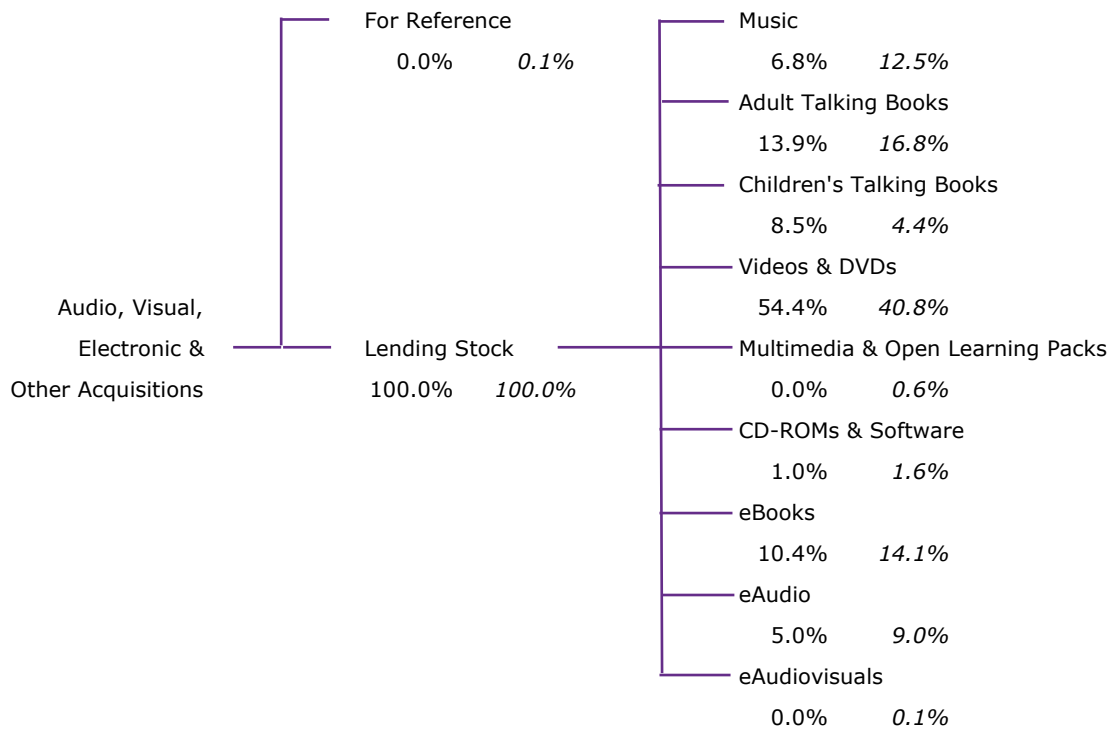 For Reference
0.0% 0.1%
Audio, Visual,
Electronic &
Other Acquisitions
Lending Stock
100.0% 100.0%
Music
6.8% 12.5%
Adult Talking Books
13.9% 16.8%
Children's Talking Books
8.5% 4.4%
Videos & DVDs
54.4% 40.8%
Multimedia & Open Learning Packs
0.0% 0.6%
CD-ROMs & Software
1.0% 1.6%
eBooks
10.4% 14.1%
eAudio
5.0% 9.0%
eAudiovisuals
0.0% 0.1%